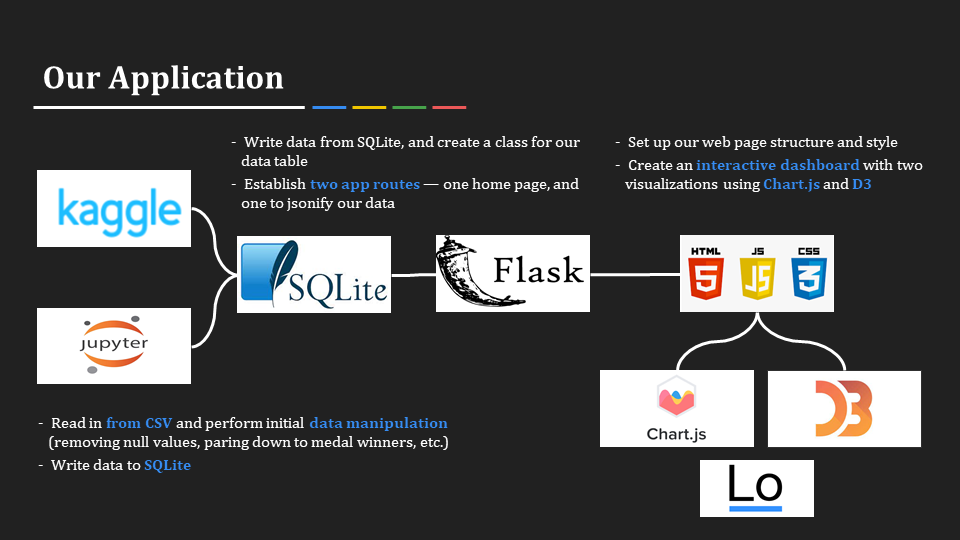 Our Application
- Write data from SQLite, and create a class for our
data table
- Establish two app routes — one home page, and
one to jsonify our data
- Set up our web page structure and style
- Create an interactive dashboard with two
visualizations using Chart.js and D3
kaggle
SQLite
Flask
HTML JS CSS
5 JS 3
jupyter
Chart.js
D3
- Read in from CSV and perform initial data manipulation
(removing null values, paring down to medal winners, etc.)
- Write data to SQLite
Lo